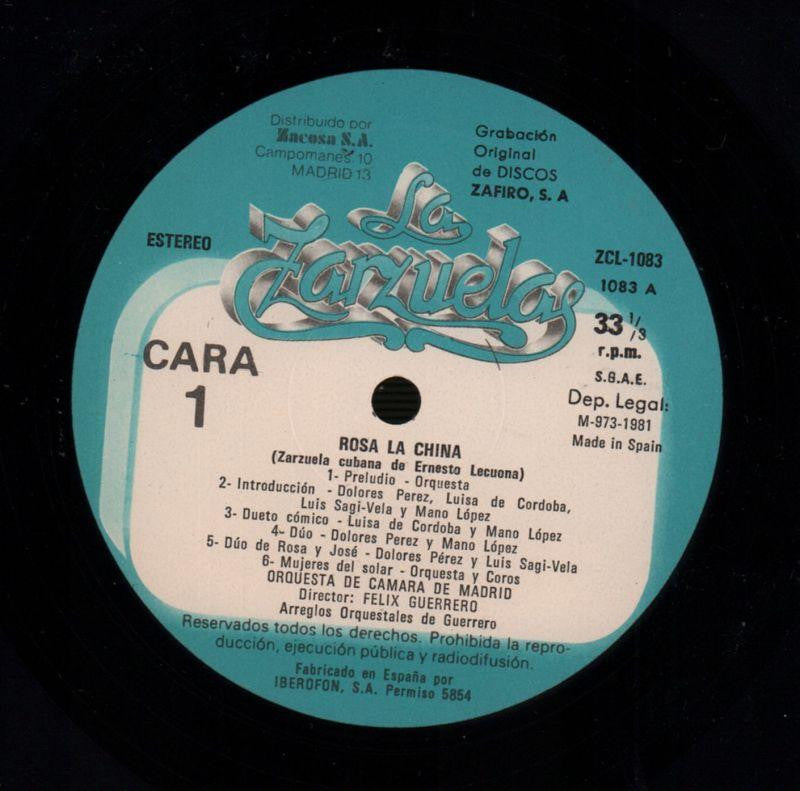 Distribuido por
Zacosa S.A.
Campomanes 10
MADRID 13
Grabación
Original
de DISCOS
ZAFIRO, S. A
La
Zarzuelas
ESTEREO
ZCL-1083
1083 A
33 1/3
r.p.m.
S.G.A.E.
Dep. Legal:
M-973-1981
Made in Spain
CARA
1
ROSA LA CHINA
(Zarzuela cubana de Ernesto Lecuona)
1- Preludio - Orquesta
2- Introducción - Dolores Perez, Luisa de Cordoba,
Luis Sagi-Vela y Mano López
3- Dueto cómico - Luisa de Cordoba y Mano López
4- Dúo - Dolores Perez y Mano López
5- Dúo de Rosa y José - Dolores Pérez y Luis Sagi-Vela
6- Mujeres del solar - Orquesta y Coros
ORQUESTA DE CAMARA DE MADRID
Director: FELIX GUERRERO
Arreglos Orquestales de Guerrero
Reservados todos los derechos. Prohibida la repro-
ducción, ejecución pública y radiodifusión.
Fabricado en España por
IBEROFON, S.A. Permiso 5854